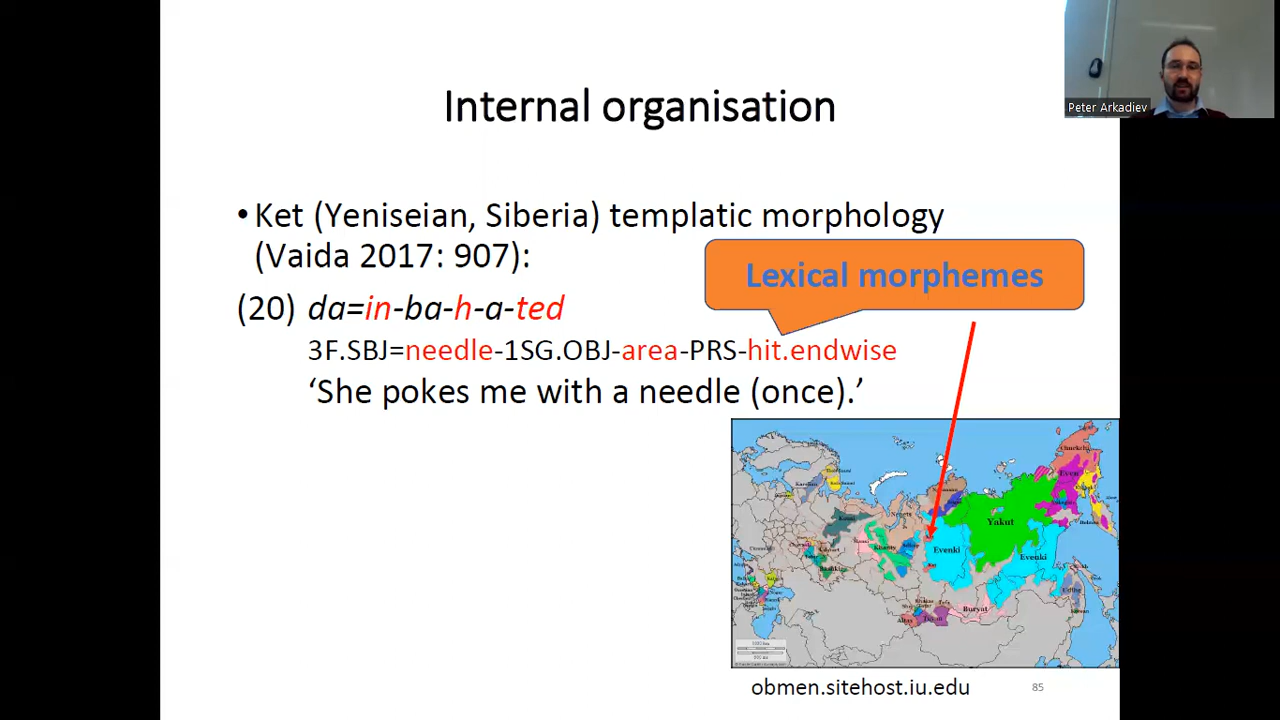 Internal organisation
Peter Arkadiev
• Ket (Yeniseian, Siberia) templatic morphology
(Vaida 2017: 907):
Lexical morphemes
(20) da=in-ba-h-a-ted
3F.SBJ=needle-1SG.OBJ-area-PRS-hit.endwise
‘She pokes me with a needle (once).’
Yakut
Even
Evenki
Evenki
Khanty
Buryat
obmen.sitehost.iu.edu
85